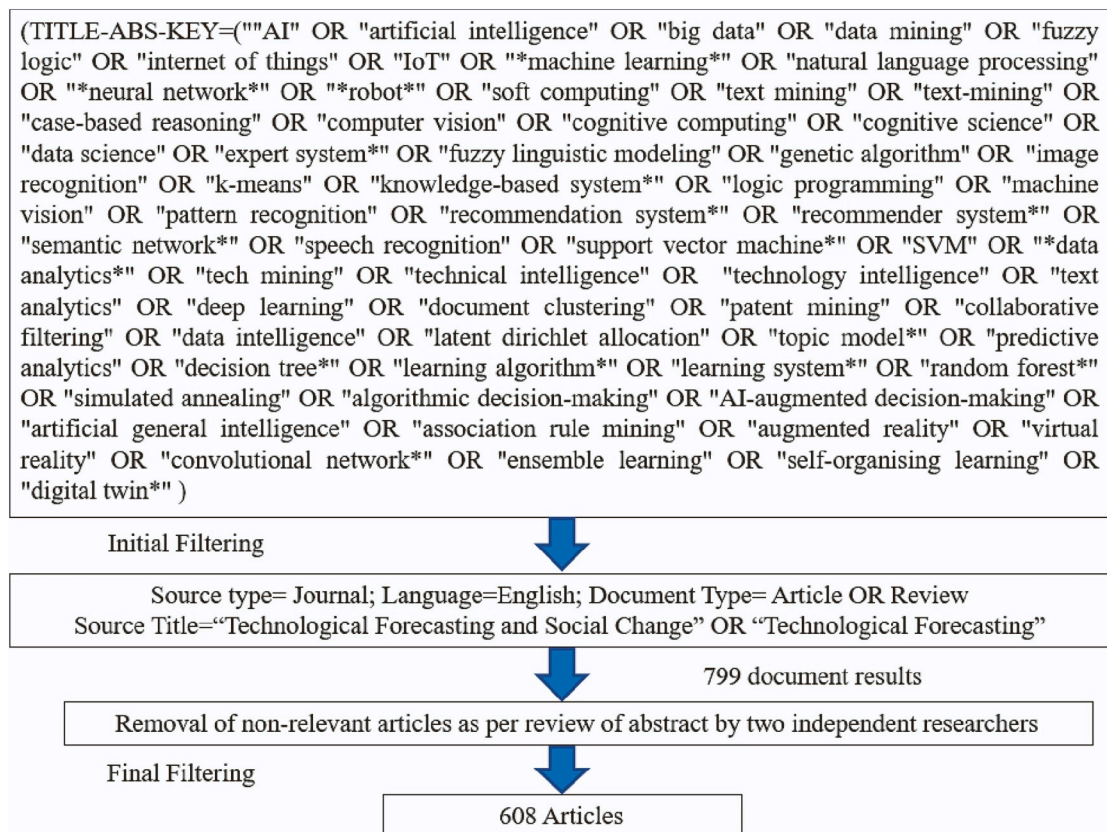 (TITLE-ABS-KEY=(""AI" OR "artificial intelligence" OR "big data" OR "data mining" OR "fuzzy
logic" OR "internet of things" OR "IoT" OR "*machine learning*" OR "natural language processing"
OR "*neural network*" OR "*robot*" OR "soft computing" OR "text mining" OR "text-mining" OR
"case-based reasoning" OR "computer vision" OR "cognitive computing" OR "cognitive science" OR
"data science" OR "expert system*" OR "fuzzy linguistic modeling" OR "genetic algorithm" OR "image
recognition" OR "k-means" OR "knowledge-based system*" OR "logic programming" OR "machine
vision" OR "pattern recognition" OR "recommendation system*" OR "recommender system*" OR
"semantic network*" OR "speech recognition" OR "support vector machine*" OR "SVM" OR "*data
analytics*" OR "tech mining" OR "technical intelligence" OR "technology intelligence" OR "text
analytics" OR "deep learning" OR "document clustering" OR "patent mining" OR "collaborative
filtering" OR "data intelligence" OR "latent dirichlet allocation" OR "topic model*" OR "predictive
analytics" OR "decision tree*" OR "learning algorithm*" OR "learning system*" OR "random forest*"
OR "simulated annealing" OR "algorithmic decision-making" OR "AI-augmented decision-making" OR
"artificial general intelligence" OR "association rule mining" OR "augmented reality" OR "virtual
reality" OR "convolutional network*" OR "ensemble learning" OR "self-organising learning" OR
"digital twin*" )
Initial Filtering
Source type= Journal; Language=English; Document Type= Article OR Review
Source Title=“Technological Forecasting and Social Change” OR “Technological Forecasting”
799 document results
Removal of non-relevant articles as per review of abstract by two independent researchers
Final Filtering
608 Articles